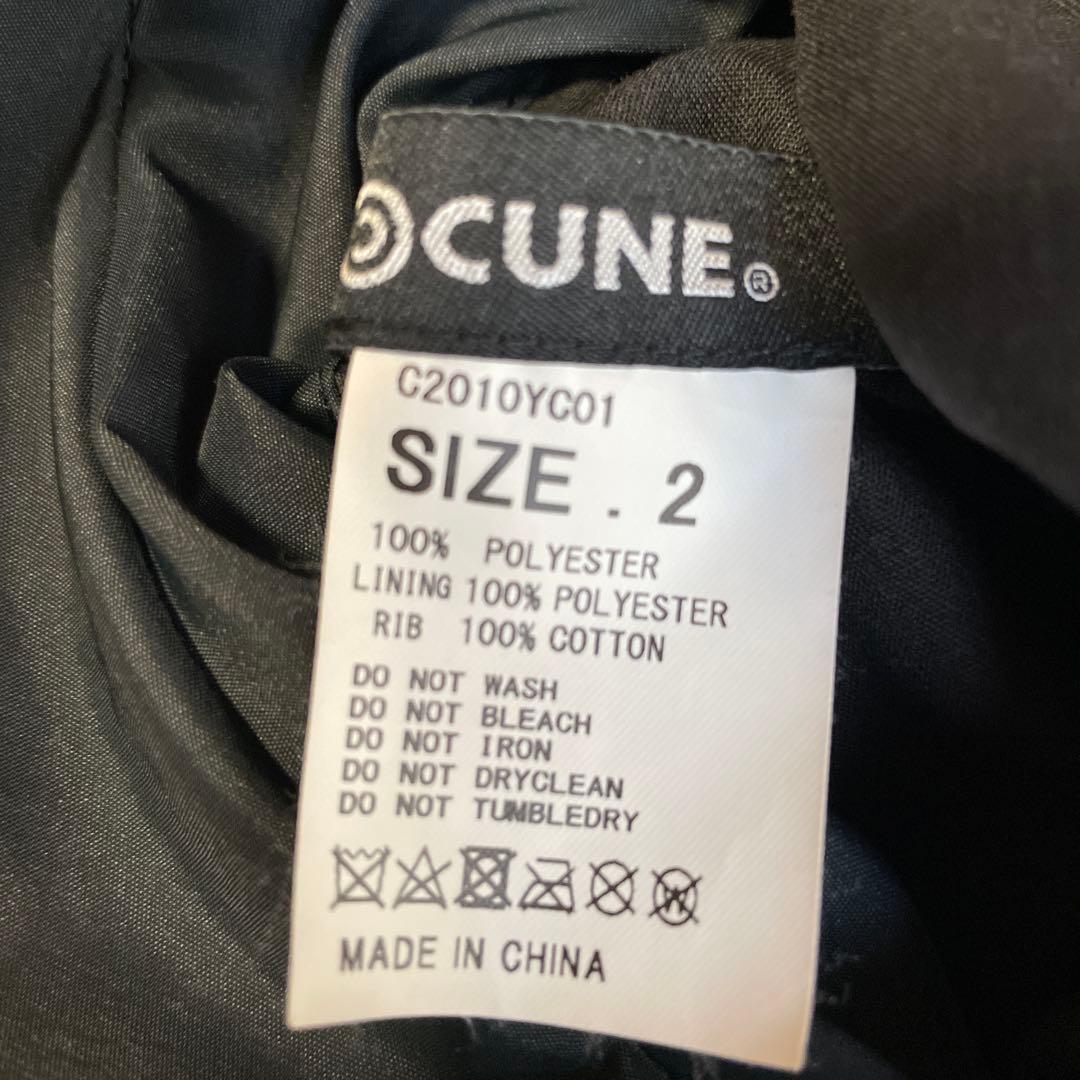 CUNE®
C2010YC01
SIZE . 2
100% POLYESTER
LINING 100% POLYESTER
RIB 100% COTTON
DO NOT WASH
DO NOT BLEACH
DO NOT IRON
DO NOT DRYCLEAN
DO NOT TUMBLEDRY
W
MADE IN CHINA